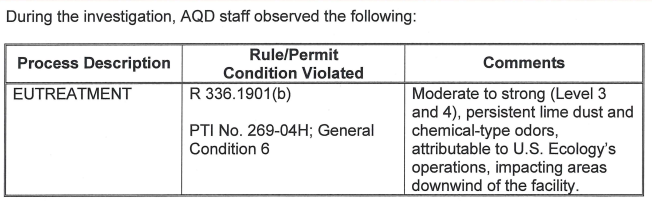 During the investigation, AQD staff observed the following:
Process Description
Rule/Permit
Condition Violated
Comments
EUTREATMENT
R 336.1901(b)
PTI No. 269-04H; General
Condition 6
Moderate to strong (Level 3
and 4), persistent lime dust and
chemical-type odors,
attributable to U.S. Ecology's
operations, impacting areas
downwind of the facility.